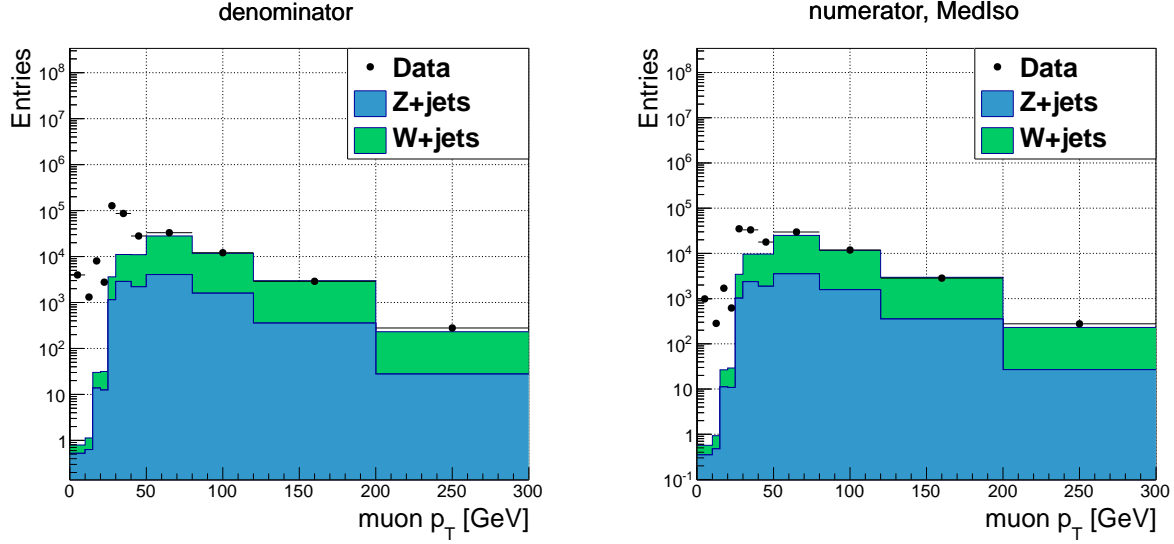 denominator
Entries
10^8
10^7
10^6
10^5
10^4
10^3
10^2
10
1
0 50 100 150 200 250 300
muon p_T [GeV]
Data
Z+jets
W+jets
numerator, MedIso
Entries
10^8
10^7
10^6
10^5
10^4
10^3
10^2
10
1
10^-1
0 50 100 150 200 250 300
muon p_T [GeV]
Data
Z+jets
W+jets